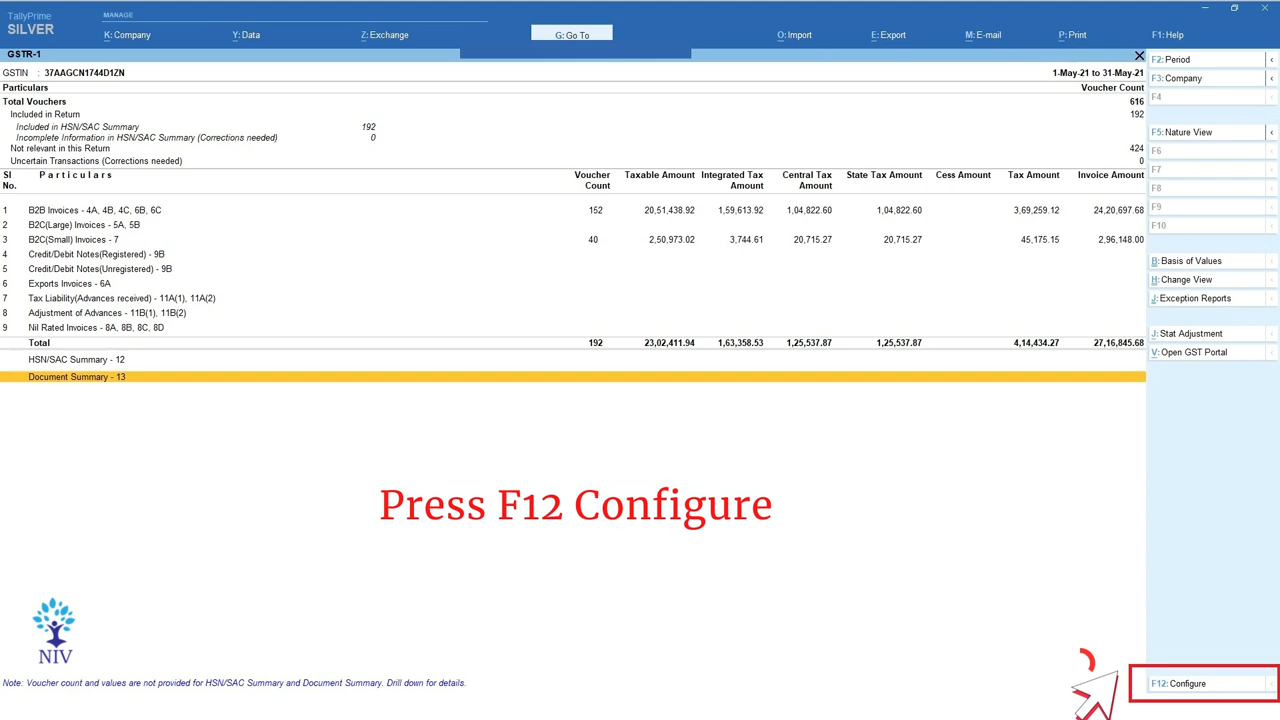 TallyPrime
SILVER
MANAGE
K: Company
Y: Data
Z: Exchange
G: Go To
O: Import
E: Export
M: E-mail
P: Print
F1: Help
GSTR-1
GSTIN : 37AAGCN1744D1ZN
1-May-21 to 31-May-21
Particulars
Voucher Count
Total Vouchers 616
Included in Return 192
Included in HSN/SAC Summary 192
Incomplete Information in HSN/SAC Summary (Corrections needed) 0
Not relevant in this Return 424
Uncertain Transactions (Corrections needed) 0
Sl No. Particulars Voucher Count Taxable Amount Integrated Tax Amount Central Tax Amount State Tax Amount Cess Amount Tax Amount Invoice Amount
1 B2B Invoices - 4A, 4B, 4C, 6B, 6C 152 20,51,438.92 1,59,613.92 1,04,822.60 1,04,822.60 3,69,259.12 24,20,697.68
2 B2C(Large) Invoices - 5A, 5B
3 B2C(Small) Invoices - 7 40 2,50,973.02 3,744.61 20,715.27 20,715.27 45,175.15 2,96,148.00
4 Credit/Debit Notes(Registered) - 9B
5 Credit/Debit Notes(Unregistered) - 9B
6 Exports Invoices - 6A
7 Tax Liability(Advances received) - 11A(1), 11A(2)
8 Adjustment of Advances - 11B(1), 11B(2)
9 Nil Rated Invoices - 8A, 8B, 8C, 8D
Total 192 23,02,411.94 1,63,358.53 1,25,537.87 1,25,537.87 4,14,434.27 27,16,845.68
HSN/SAC Summary - 12
Document Summary - 13
Press F12 Configure
NIV
Note: Voucher count and values are not provided for HSN/SAC Summary and Document Summary. Drill down for details.
F2: Period
F3: Company
F4
F5: Nature View
F6
F7
F8
F9
F10
B: Basis of Values
H: Change View
J: Exception Reports
J: Stat Adjustment
V: Open GST Portal
F12: Configure